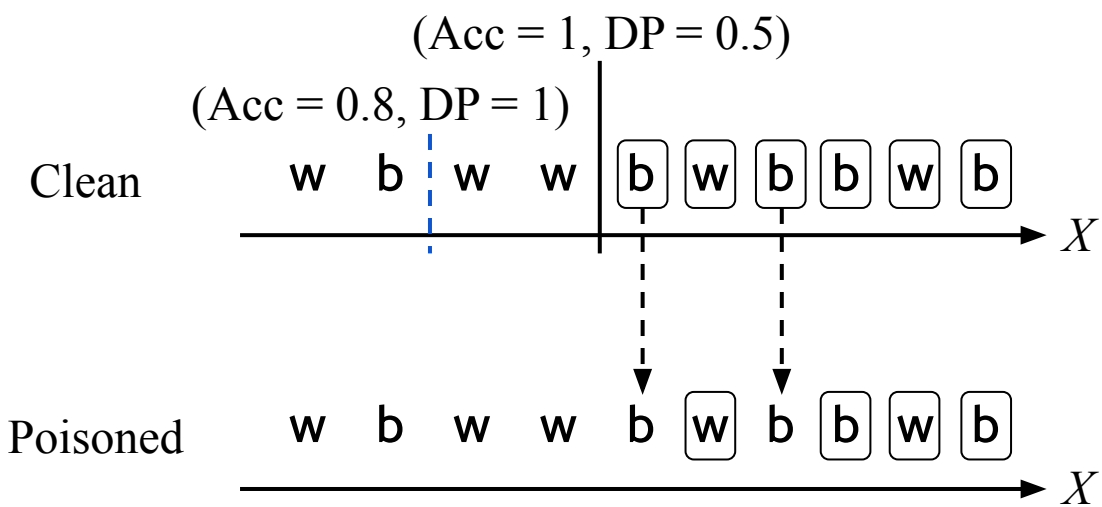 (Acc = 1, DP = 0.5)
(Acc = 0.8, DP = 1)
Clean w b w w b w b b w b
X
Poisoned w b w w b w b b w b
X